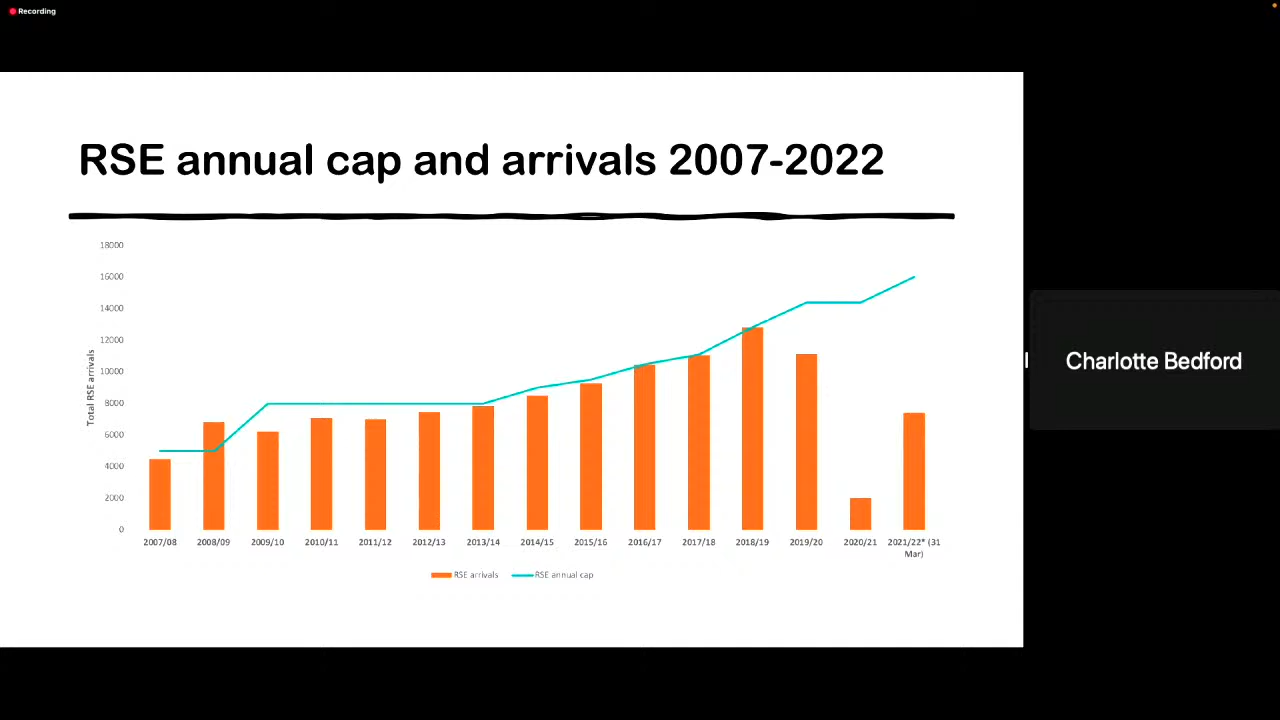 Recording
RSE annual cap and arrivals 2007-2022
18000
16000
14000
12000
10000
8000
6000
4000
2000
0
Total RSE arrivals
2007/08 2008/09 2009/10 2010/11 2011/12 2012/13 2013/14 2014/15 2015/16 2016/17 2017/18 2018/19 2019/20 2020/21 2021/22* (31
Mar)
RSE arrivals RSE annual cap
Charlotte Bedford